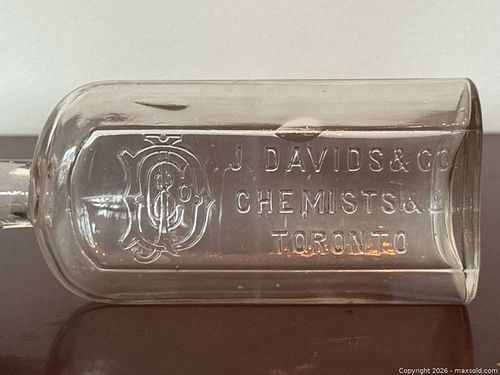 J. DAVIDS & CO
CHEMISTS &
TORONTO
Copyright 2026 - maxsold.com